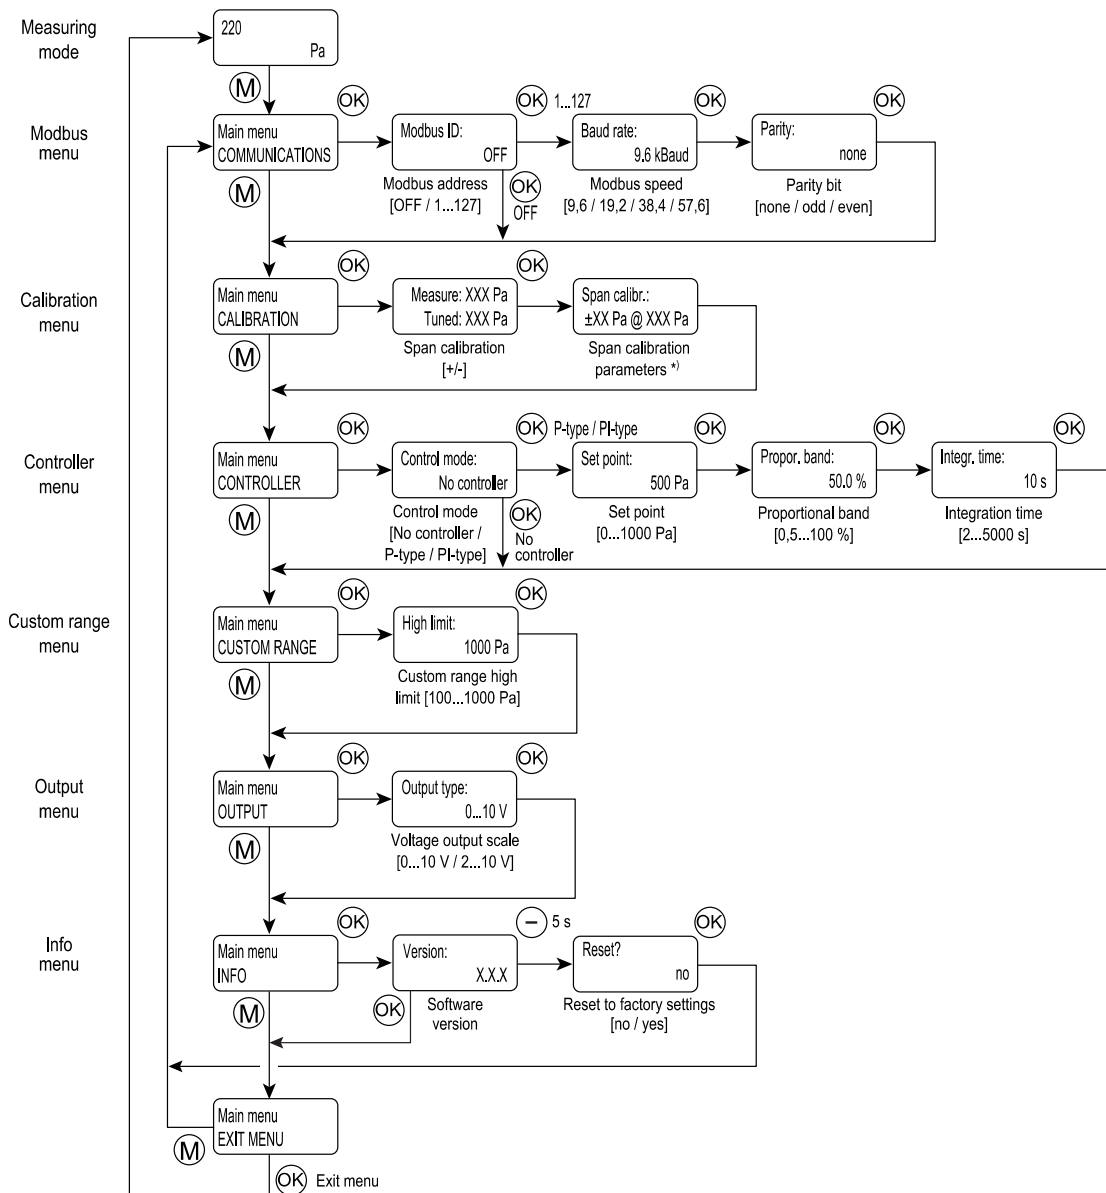 Measuring
mode
220
Pa
M
OK
OK 1...127
OK
OK
Modbus
menu
Main menu
COMMUNICATIONS
Modbus ID:
OFF
Baud rate:
9.6 kBaud
Parity:
none
M
Modbus address
[OFF / 1...127]
OK
OFF
Modbus speed
[9,6 / 19,2 / 38,4 / 57,6]
Parity bit
[none / odd / even]
OK
OK
Calibration
menu
Main menu
CALIBRATION
Measure: XXX Pa
Tuned: XXX Pa
Span calibr.:
±XX Pa @ XXX Pa
M
Span calibration
[+/-]
Span calibration
parameters *)
OK
OK P-type / PI-type
OK
OK
OK
Controller
menu
Main menu
CONTROLLER
Control mode:
No controller
Set point:
500 Pa
Propor. band:
50.0 %
Integr. time:
10 s
M
Control mode
[No controller /
P-type / PI-type]
OK
No
controller
Set point
[0...1000 Pa]
Proportional band
[0,5...100 %]
Integration time
[2...5000 s]
OK
OK
Custom range
menu
Main menu
CUSTOM RANGE
High limit:
1000 Pa
M
Custom range high
limit [100...1000 Pa]
OK
OK
Output
menu
Main menu
OUTPUT
Output type:
0...10 V
M
Voltage output scale
[0...10 V / 2...10 V]
OK
– 5 s
OK
Info
menu
Main menu
INFO
Version:
X.X.X
Reset?
no
M
OK
Software
version
Reset to factory settings
[no / yes]
Main menu
EXIT MENU
M
OK Exit menu